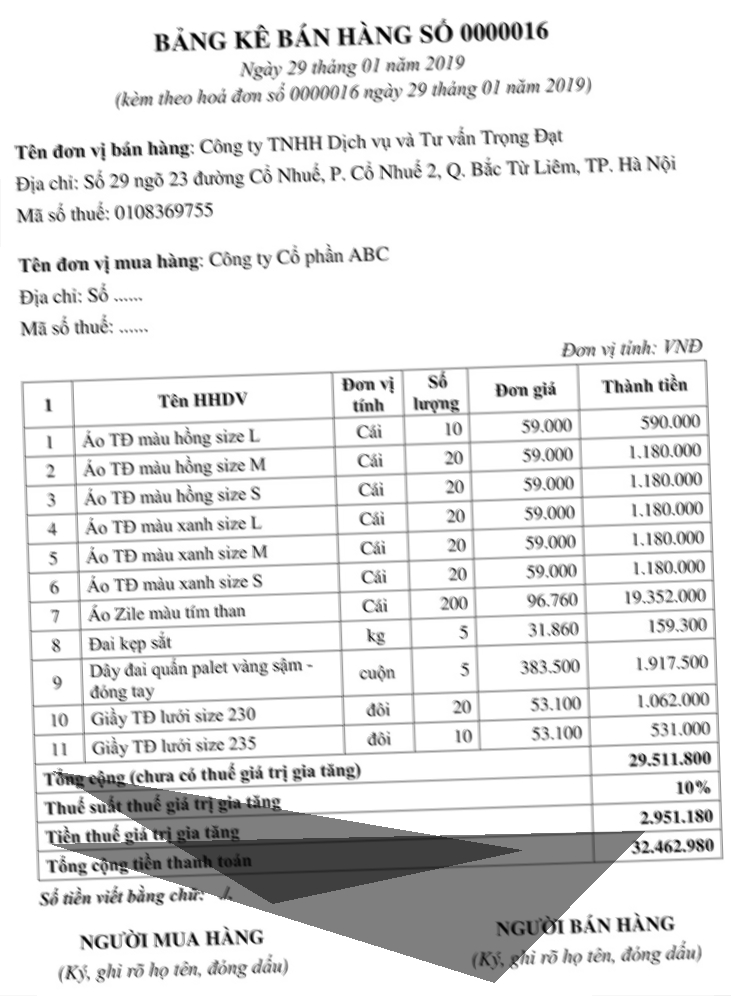 BẢNG KÊ BÁN HÀNG SỐ 0000016
Ngày 29 tháng 01 năm 2019
(kèm theo hoá đơn số 0000016 ngày 29 tháng 01 năm 2019)
Tên đơn vị bán hàng: Công ty TNHH Dịch vụ và Tư vấn Trọng Đạt
Địa chỉ: Số 29 ngõ 23 đường Cổ Nhuế, P. Cổ Nhuế 2, Q. Bắc Từ Liêm, TP. Hà Nội
Mã số thuế: 0108369755
Tên đơn vị mua hàng: Công ty Cổ phần ABC
Địa chỉ: Số ......
Mã số thuế: ......
Đơn vị tính: VNĐ
1 Tên HHDV Đơn vị tính Số lượng Đơn giá Thành tiền
1 Áo TĐ màu hồng size L Cái 10 59.000 590.000
2 Áo TĐ màu hồng size M Cái 20 59.000 1.180.000
3 Áo TĐ màu hồng size S Cái 20 59.000 1.180.000
4 Áo TĐ màu xanh size L Cái 20 59.000 1.180.000
5 Áo TĐ màu xanh size M Cái 20 59.000 1.180.000
6 Áo TĐ màu xanh size S Cái 20 59.000 1.180.000
7 Áo Zile màu tím than Cái 200 96.760 19.352.000
8 Đai kẹp sắt kg 5 31.860 159.300
9 Dây đai quấn palet vàng sậm - đóng tay cuộn 5 383.500 1.917.500
10 Giầy TĐ lưới size 230 đôi 20 53.100 1.062.000
11 Giầy TĐ lưới size 235 đôi 10 53.100 531.000
Tổng cộng (chưa có thuế giá trị gia tăng) 29.511.800
Thuế suất thuế giá trị gia tăng 10%
Tiền thuế giá trị gia tăng 2.951.180
Tổng cộng tiền thanh toán 32.462.980
Số tiền viết bằng chữ: ./.
NGƯỜI MUA HÀNG NGƯỜI BÁN HÀNG
(Ký, ghi rõ họ tên, đóng dấu) (Ký, ghi rõ họ tên, đóng dấu)